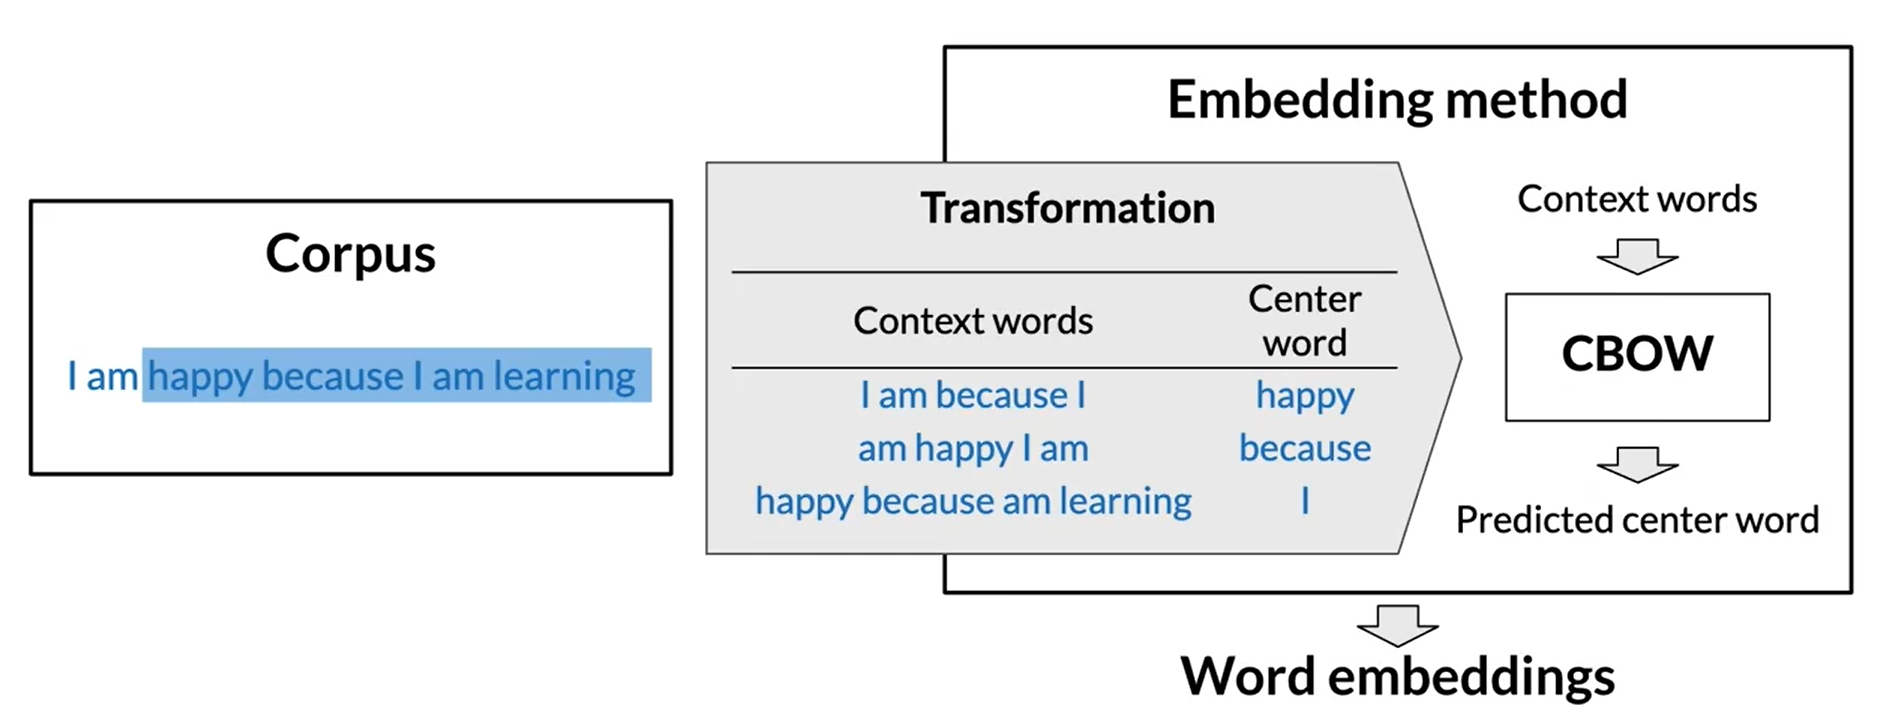 Corpus
I am happy because I am learning
Embedding method
Transformation
Context words
Center
word
I am because I happy
am happy I am because
happy because am learning I
Context words
CBOW
Predicted center word
Word embeddings